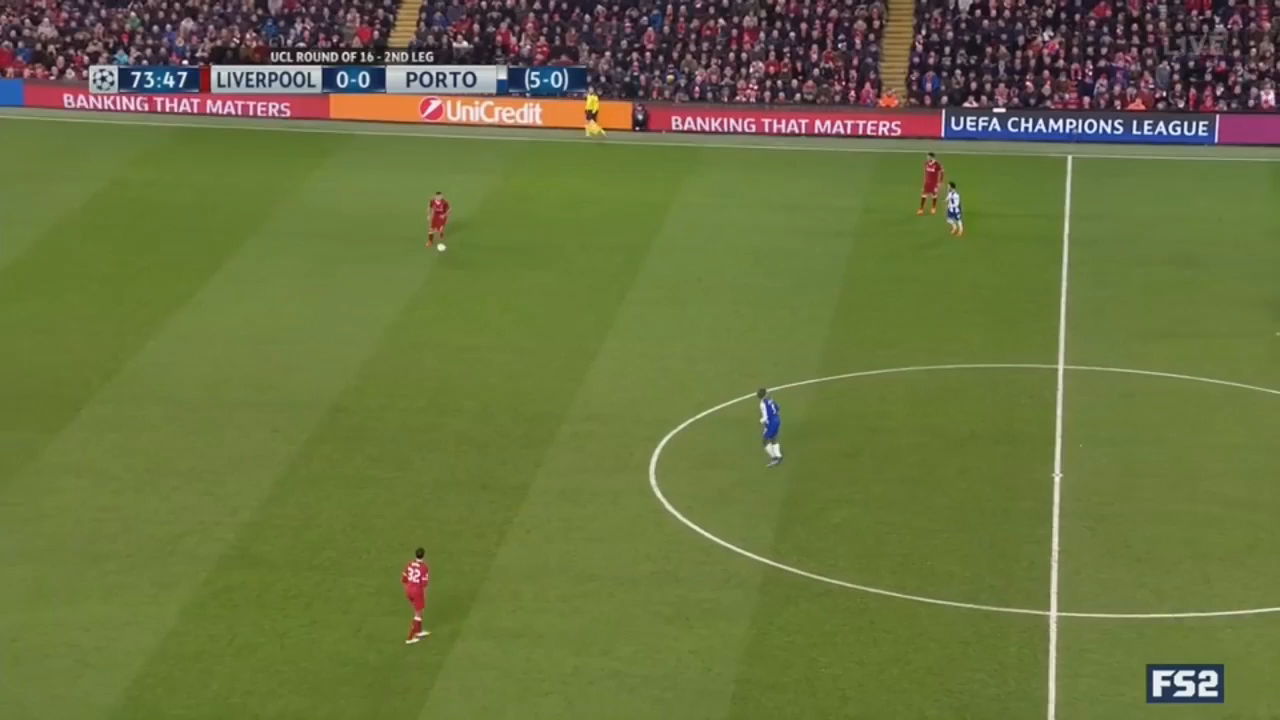 LIVE
UCL ROUND OF 16 - 2ND LEG
73:47 LIVERPOOL 0-0 PORTO (5-0)
BANKING THAT MATTERS UniCredit BANKING THAT MATTERS UEFA CHAMPIONS LEAGUE
32
FS2